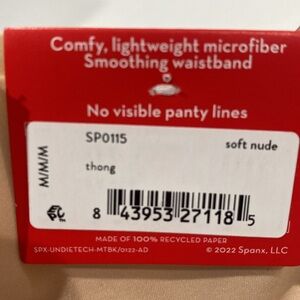 Comfy, lightweight microfiber
Smoothing waistband
No visible panty lines
SP0115
soft nude
M/M/M
thong
8 43953 27118 5
MADE OF 100% RECYCLED PAPER
SPX-UNDIETECH-MTBK/0122-AD
© 2022 Spanx, LLC